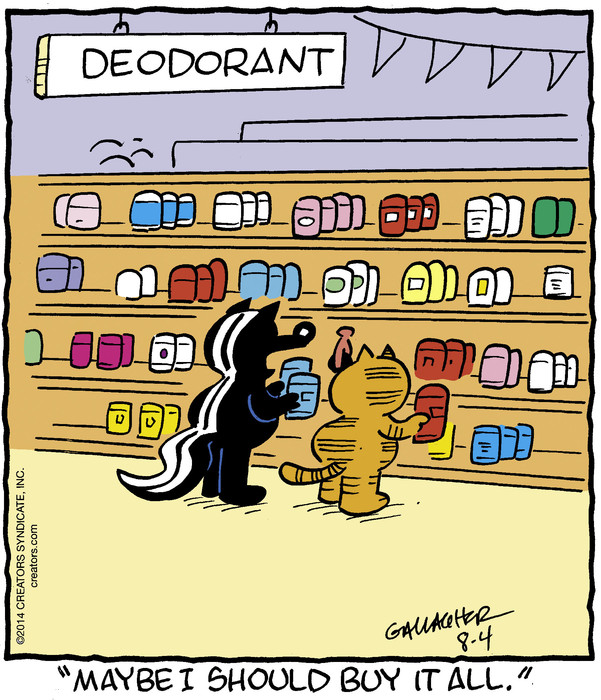 DEODORANT
©2014 CREATORS SYNDICATE, INC.
creators.com
GALLAGHER
8-4
"MAYBE I SHOULD BUY IT ALL."